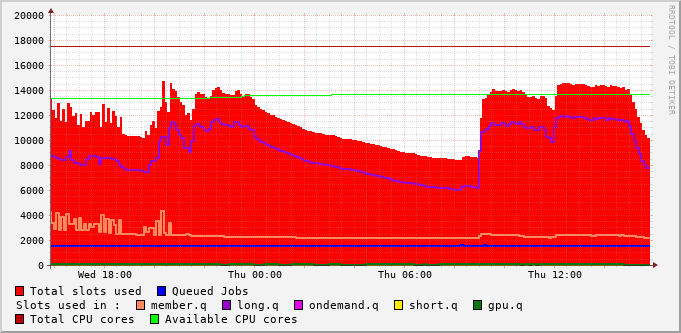 20000
18000
16000
14000
12000
10000
8000
6000
4000
2000
0
Wed 18:00 Thu 00:00 Thu 06:00 Thu 12:00
RRDTOOL / TOBI OETIKER
Total slots used Queued Jobs
Slots used in : member.q long.q ondemand.q short.q gpu.q
Total CPU cores Available CPU cores